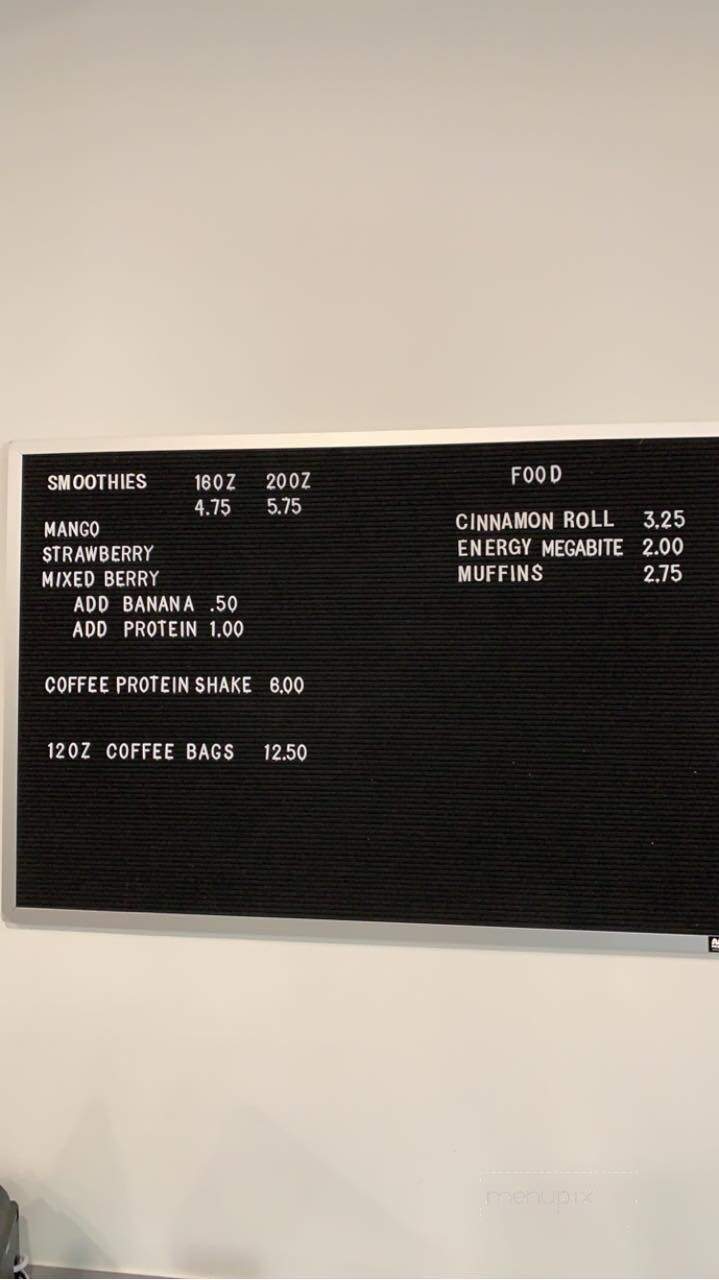 SMOOTHIES 16OZ 20OZ
4.75 5.75
MANGO
STRAWBERRY
MIXED BERRY
ADD BANANA .50
ADD PROTEIN 1.00
COFFEE PROTEIN SHAKE 6.00
12OZ COFFEE BAGS 12.50
FOOD
CINNAMON ROLL 3.25
ENERGY MEGABITE 2.00
MUFFINS 2.75
menupix